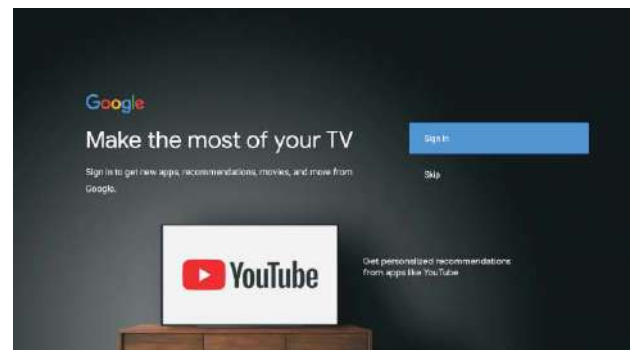 Google
Make the most of your TV
Sign in to get new apps, recommendations, movies, and more from
Google.
Sign In
Skip
YouTube
Get personalized recommendations
from apps like YouTube